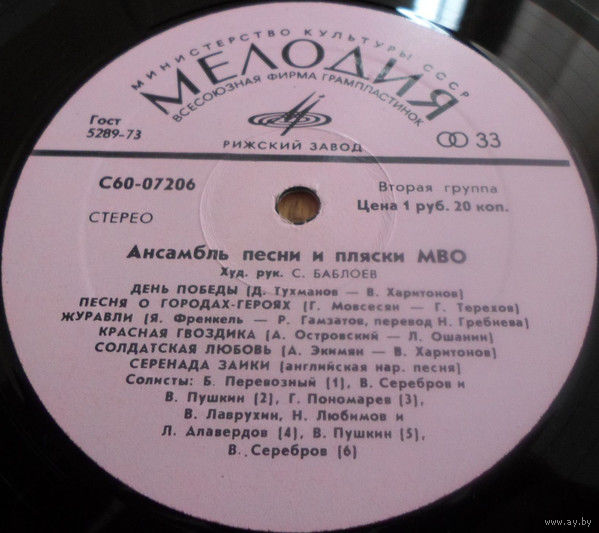 МИНИСТЕРСТВО КУЛЬТУРЫ СССР
МЕЛОДИЯ
ВСЕСОЮЗНАЯ ФИРМА ГРАМПЛАСТИНОК
Гост
5289-73
РИЖСКИЙ ЗАВОД
33
С60-07206
Вторая группа
СТЕРЕО
Цена 1 руб. 20 коп.
Ансамбль песни и пляски МВО
Худ. рук. С. БАБЛОЕВ
ДЕНЬ ПОБЕДЫ (Д. Тухманов — В. Харитонов)
ПЕСНЯ О ГОРОДАХ-ГЕРОЯХ (Г. Мовсесян — Г. Терехов)
ЖУРАВЛИ (Я. Френкель — Р. Гамзатов, перевод Н. Гребнева)
КРАСНАЯ ГВОЗДИКА (А. Островский — Л. Ошанин)
СОЛДАТСКАЯ ЛЮБОВЬ (А. Экимян — В. Харитонов)
СЕРЕНАДА ЗАИКИ (английская нар. песня)
Солисты: Б. Перевозный (1), В. Серебров и
В. Пушкин (2), Г. Пономарев (3),
В. Лаврухин, Н. Любимов и
Л. Алавердов (4), В. Пушкин (5),
В. Серебров (6)
www.ay.by